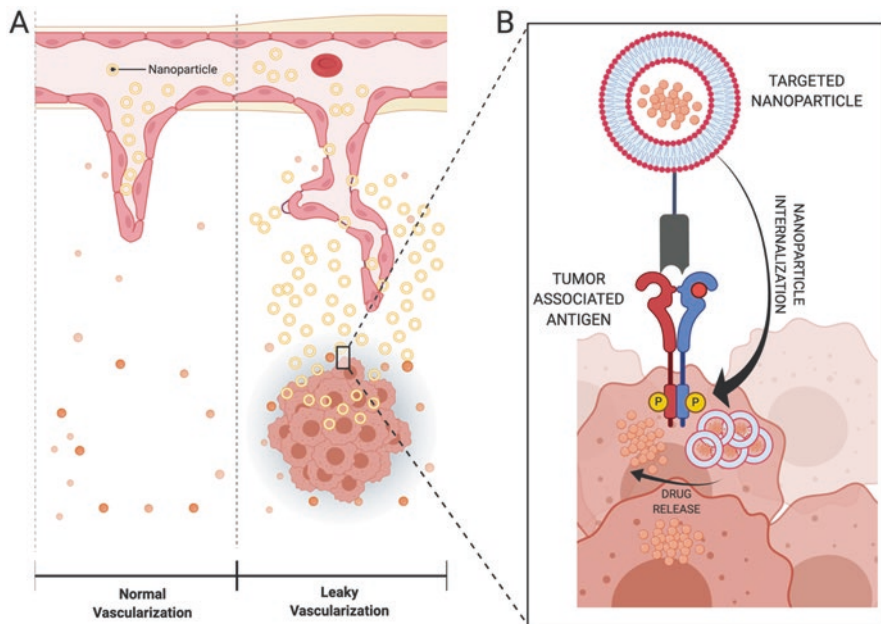 A
Nanoparticle
Normal
Vascularization
Leaky
Vascularization
B
TARGETED
NANOPARTICLE
NANOPARTICLE
INTERNALIZATION
TUMOR
ASSOCIATED
ANTIGEN
P
P
DRUG
RELEASE